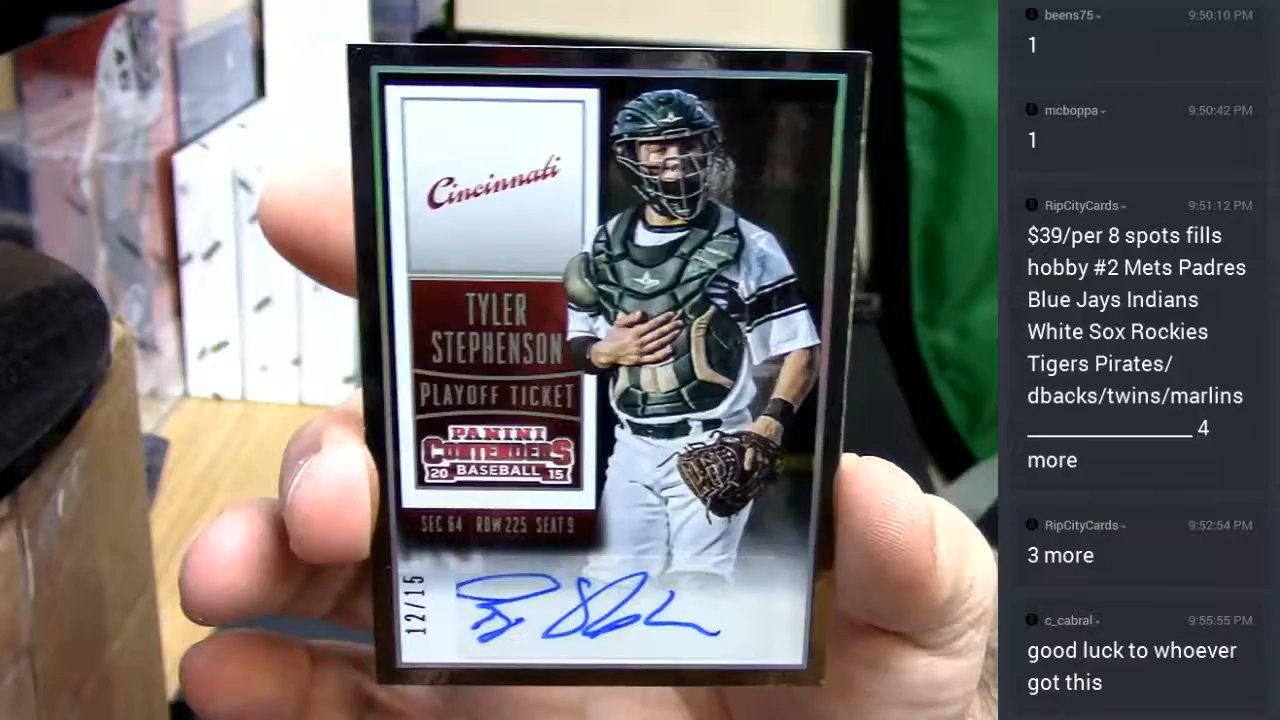 Cincinnati
TYLER
STEPHENSON
PLAYOFF TICKET
PANINI
CONTENDERS
20 BASEBALL 15
SEC 64 ROW 225 SEAT 9
12/15
beens75 9:50:10 PM
1
mcboppa 9:50:42 PM
1
RipCityCards 9:51:12 PM
$39/per 8 spots fills
hobby #2 Mets Padres
Blue Jays Indians
White Sox Rockies
Tigers Pirates/
dbacks/twins/marlins
_______________ 4
more
RipCityCards 9:52:54 PM
3 more
c_cabral 9:55:55 PM
good luck to whoever
got this